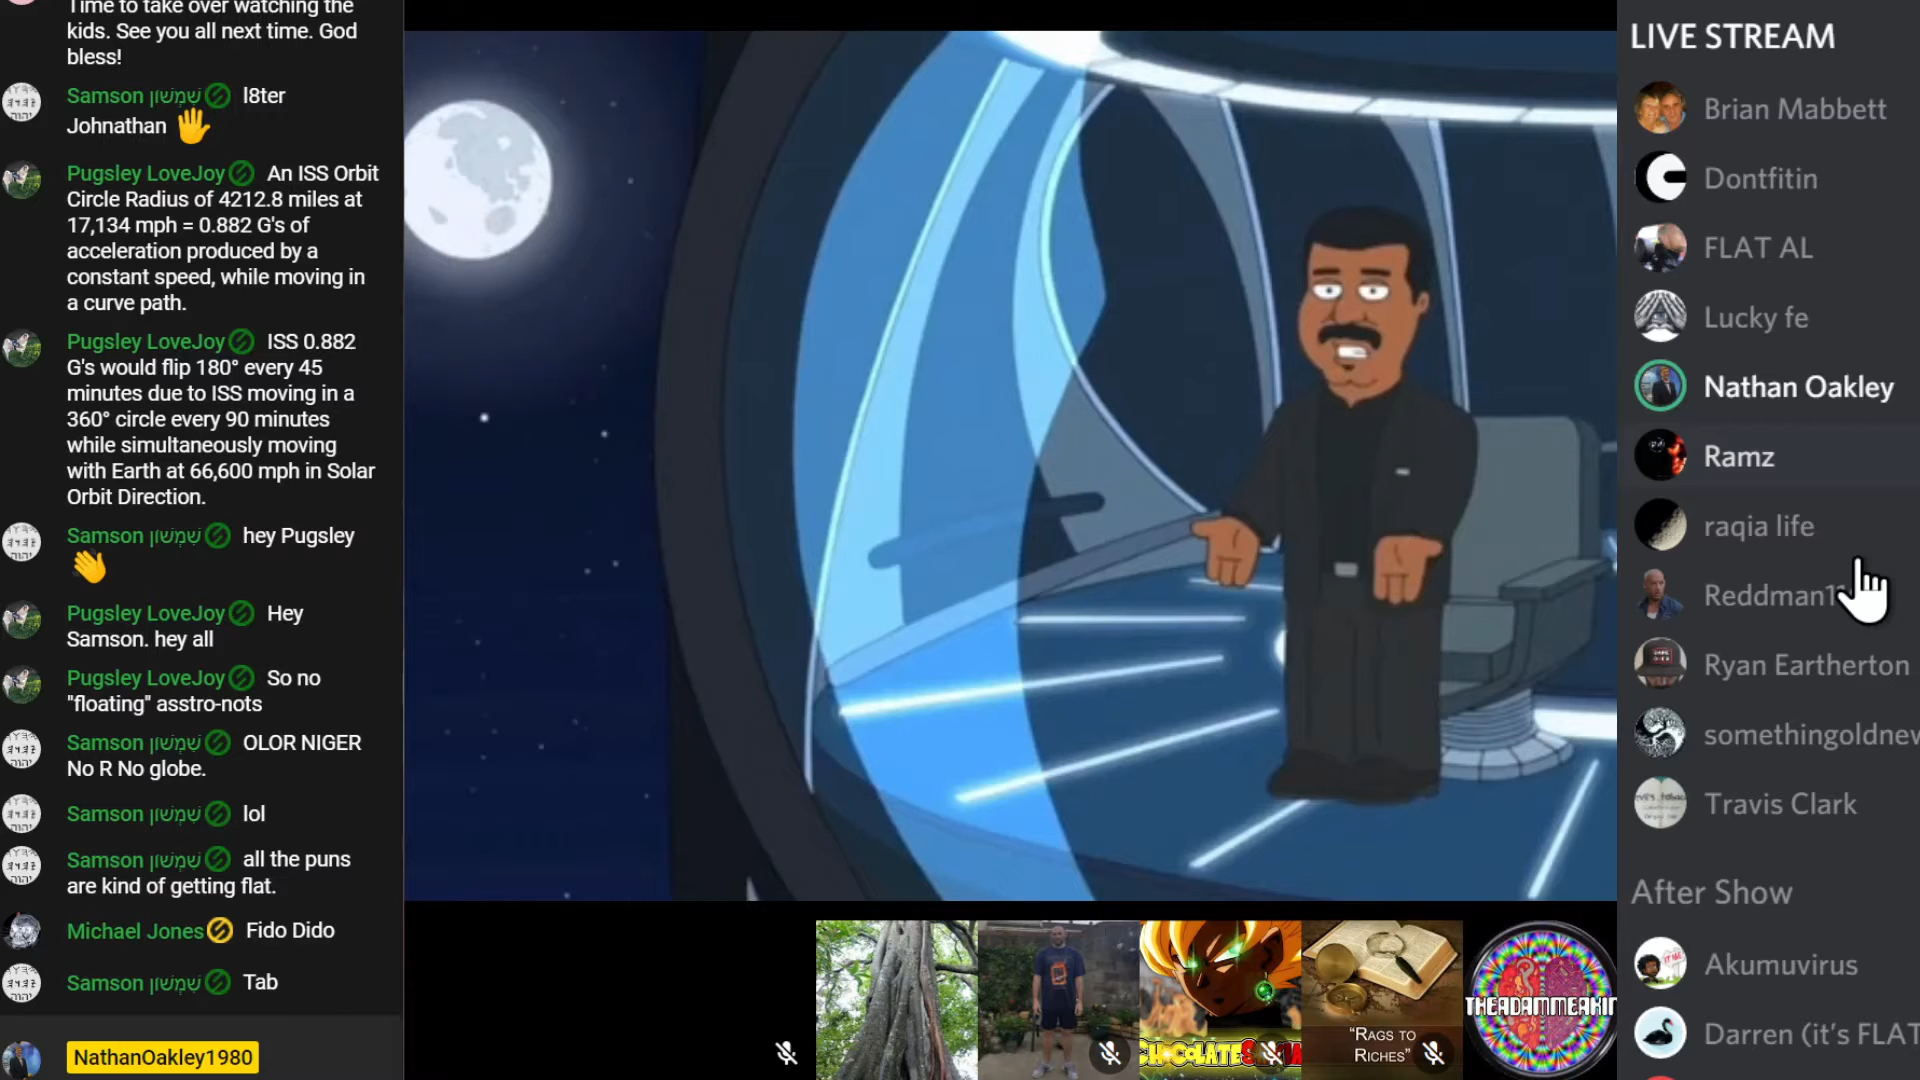 Time to take over watching the
kids. See you all next time. God
bless!
Samson שִׁמְשׁוֹן l8ter
Johnathan
Pugsley LoveJoy An ISS Orbit
Circle Radius of 4212.8 miles at
17,134 mph = 0.882 G's of
acceleration produced by a
constant speed, while moving in
a curve path.
Pugsley LoveJoy ISS 0.882
G's would flip 180° every 45
minutes due to ISS moving in a
360° circle every 90 minutes
while simultaneously moving
with Earth at 66,600 mph in Solar
Orbit Direction.
Samson שִׁמְשׁוֹן hey Pugsley
Pugsley LoveJoy Hey
Samson. hey all
Pugsley LoveJoy So no
"floating" asstro-nots
Samson שִׁמְשׁוֹן OLOR NIGER
No R No globe.
Samson שִׁמְשׁוֹן lol
Samson שִׁמְשׁוֹן all the puns
are kind of getting flat.
Michael Jones Fido Dido
Samson שִׁמְשׁוֹן Tab
NathanOakley1980
"RAGS TO
RICHES"
THEADAMMEAKIN
LIVE STREAM
Brian Mabbett
Dontfitin
FLAT AL
Lucky fe
Nathan Oakley
Ramz
raqia life
Reddman1
Ryan Eartherton
somethingoldnew
Travis Clark
After Show
Akumuvirus
Darren (it's FLAT